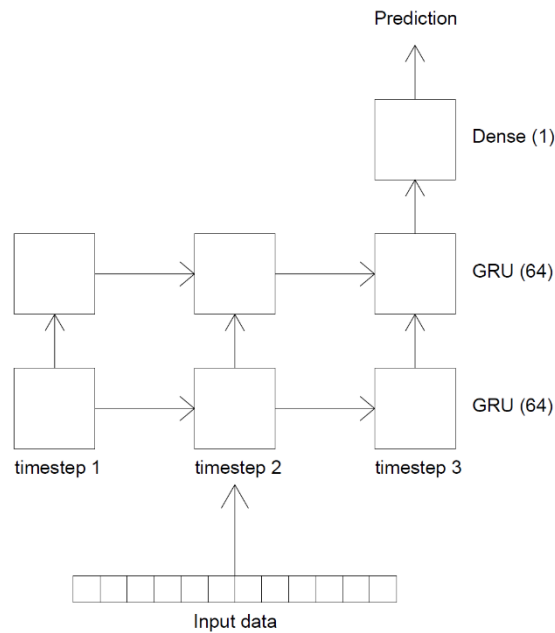 Prediction
Dense (1)
GRU (64)
GRU (64)
timestep 1
timestep 2
timestep 3
Input data